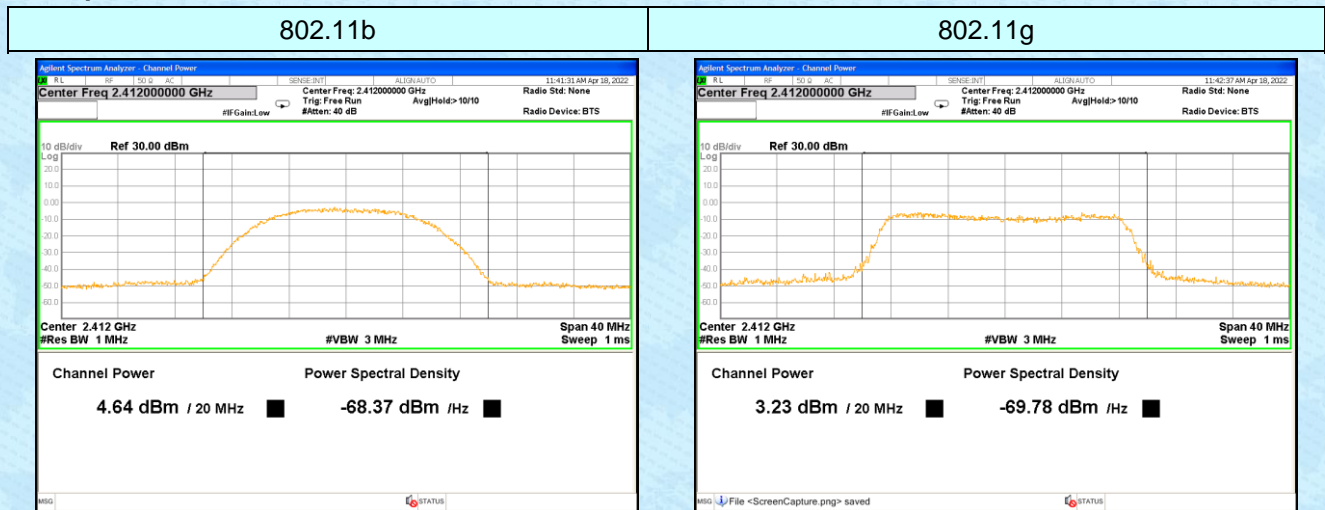 802.11b
802.11g
Agilent Spectrum Analyzer - Channel Power
RL RF 50 Ω AC SENSE:INT ALIGNAUTO 11:41:31 AM Apr 18, 2022
Center Freq 2.412000000 GHz
Center Freq: 2.412000000 GHz
Radio Std: None
Trig: Free Run Avg|Hold:> 10/10
#IFGain:Low
#Atten: 40 dB
Radio Device: BTS
10 dB/div Ref 30.00 dBm
Log
20.0
10.0
0.00
-10.0
-20.0
-30.0
-40.0
-50.0
-60.0
Center 2.412 GHz Span 40 MHz
#Res BW 1 MHz #VBW 3 MHz Sweep 1 ms
Channel Power Power Spectral Density
4.64 dBm / 20 MHz -68.37 dBm /Hz
MSG STATUS
Agilent Spectrum Analyzer - Channel Power
RL RF 50 Ω AC SENSE:INT ALIGNAUTO 11:42:37 AM Apr 18, 2022
Center Freq 2.412000000 GHz
Center Freq: 2.412000000 GHz
Radio Std: None
Trig: Free Run Avg|Hold:> 10/10
#IFGain:Low
#Atten: 40 dB
Radio Device: BTS
10 dB/div Ref 30.00 dBm
Log
20.0
10.0
0.00
-10.0
-20.0
-30.0
-40.0
-50.0
-60.0
Center 2.412 GHz Span 40 MHz
#Res BW 1 MHz #VBW 3 MHz Sweep 1 ms
Channel Power Power Spectral Density
3.23 dBm / 20 MHz -69.78 dBm /Hz
MSG File <ScreenCapture.png> saved STATUS